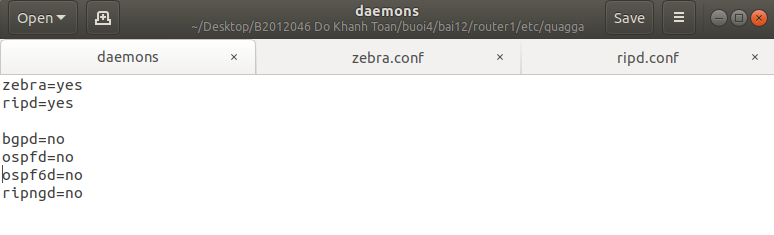 Open
daemons
~/Desktop/B2012046 Do Khanh Toan/buoi4/bai12/router1/etc/quagga
Save
daemons × zebra.conf × ripd.conf ×
zebra=yes
ripd=yes
bgpd=no
ospfd=no
ospf6d=no
ripngd=no